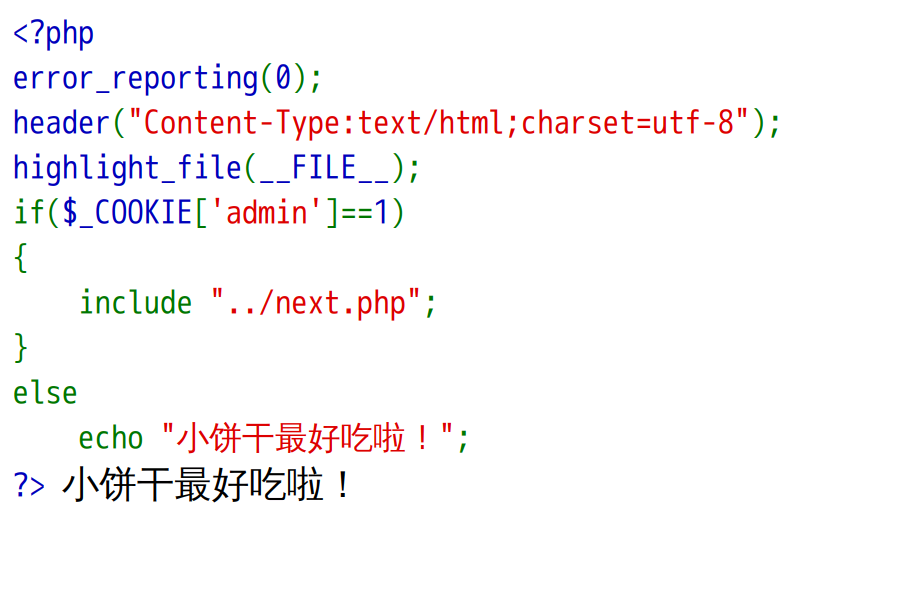 <?php
error_reporting(0);
header("Content-Type:text/html;charset=utf-8");
highlight_file(__FILE__);
if($_COOKIE['admin']==1)
{
    include "../next.php";
}
else
    echo "小饼干最好吃啦！";
?> 小饼干最好吃啦！